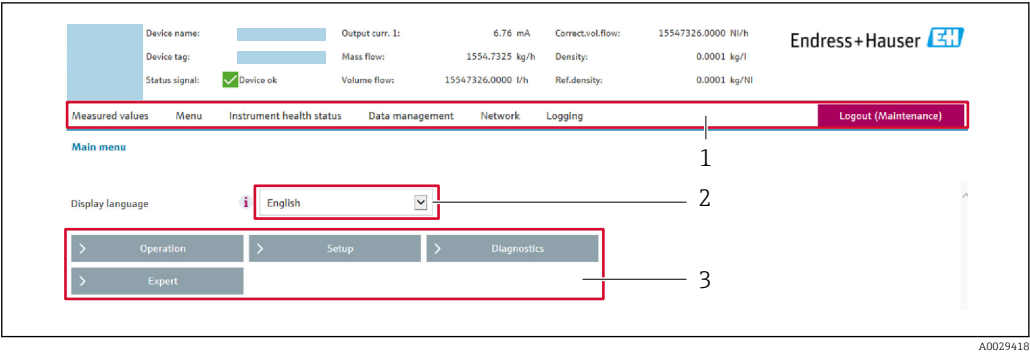 Device name: Output curr. 1: 6.76 mA Correct.vol.flow: 15547326.0000 Nl/h
Endress+Hauser EH
Device tag: Mass flow: 1554.7325 kg/h Density: 0.0001 kg/l
Status signal: Device ok Volume flow: 15547326.0000 l/h Ref.density: 0.0001 kg/Nl
Measured values Menu Instrument health status Data management Network Logging Logout (Maintenance)
1
Main menu
Display language i English 2
> Operation > Setup > Diagnostics
> Expert 3
A0029418